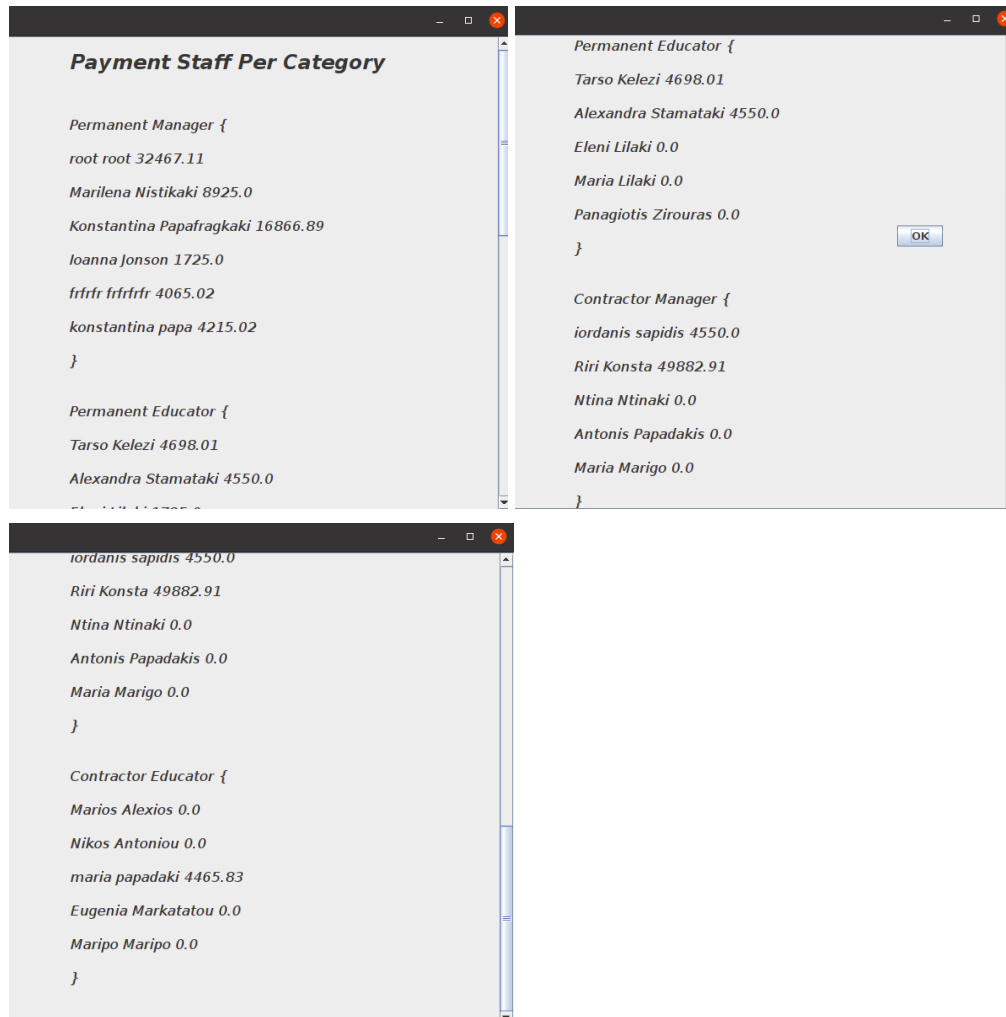 Payment Staff Per Category
Permanent Manager {
root root 32467.11
Marilena Nistikaki 8925.0
Konstantina Papafragkaki 16866.89
Ioanna Jonson 1725.0
frfrfr frfrfrfr 4065.02
konstantina papa 4215.02
}
Permanent Educator {
Tarso Kelezi 4698.01
Alexandra Stamataki 4550.0
Permanent Educator {
Tarso Kelezi 4698.01
Alexandra Stamataki 4550.0
Eleni Lilaki 0.0
Maria Lilaki 0.0
Panagiotis Zirouras 0.0
OK
}
Contractor Manager {
iordanis sapidis 4550.0
Riri Konsta 49882.91
Ntina Ntinaki 0.0
Antonis Papadakis 0.0
Maria Marigo 0.0
}
iordanis sapidis 4550.0
Riri Konsta 49882.91
Ntina Ntinaki 0.0
Antonis Papadakis 0.0
Maria Marigo 0.0
}
Contractor Educator {
Marios Alexios 0.0
Nikos Antoniou 0.0
maria papadaki 4465.83
Eugenia Markatatou 0.0
Maripo Maripo 0.0
}